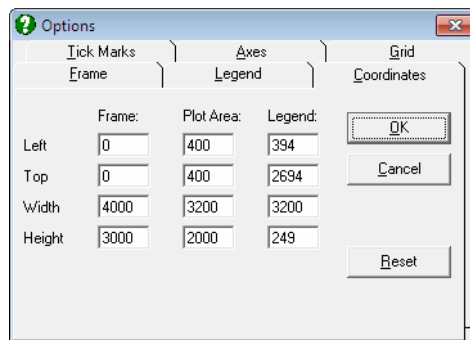 Options
Tick Marks Axes Grid
Frame Legend Coordinates
Frame: Plot Area: Legend:
Left 0 400 394
Top 0 400 2694
Width 4000 3200 3200
Height 3000 2000 249
OK
Cancel
Reset